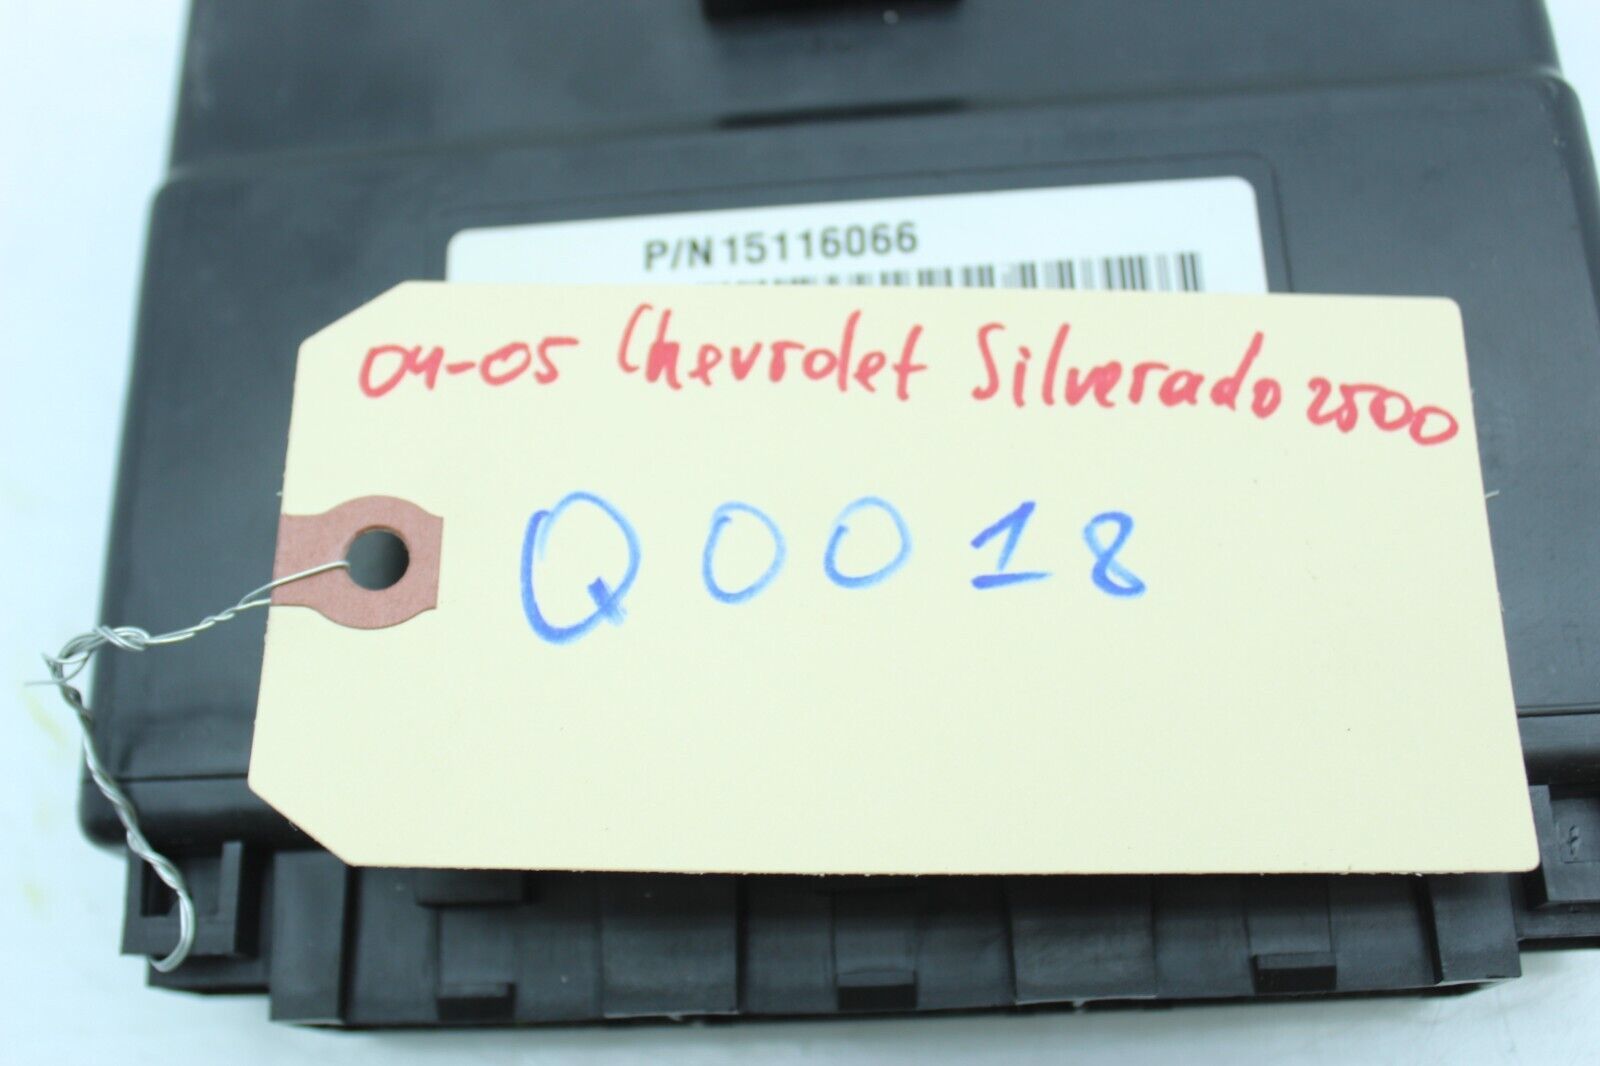 P/N 15116066
04-05 Chevrolet Silverado 2500
Q0018